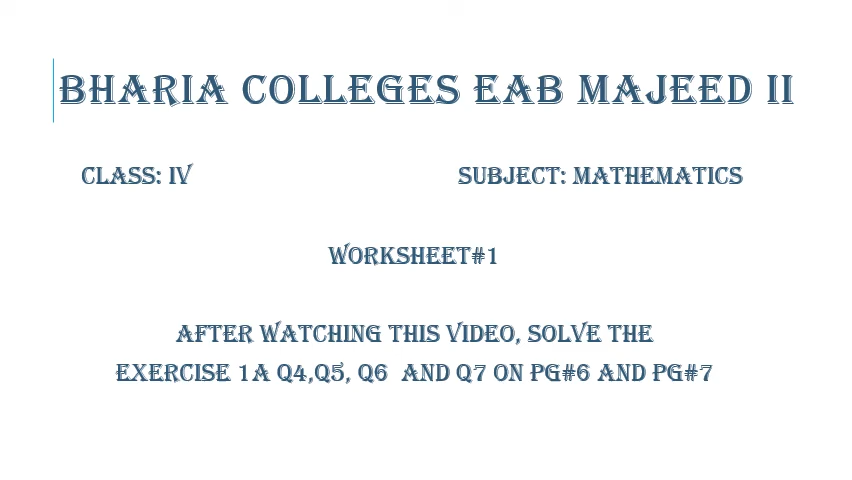 BHARIA COLLEGES EAB MAJEED II
CLASS: IV SUBJECT: MATHEMATICS
WORKSHEET#1
AFTER WATCHING THIS VIDEO, SOLVE THE
EXERCISE 1A Q4,Q5, Q6 AND Q7 ON PG#6 AND PG#7